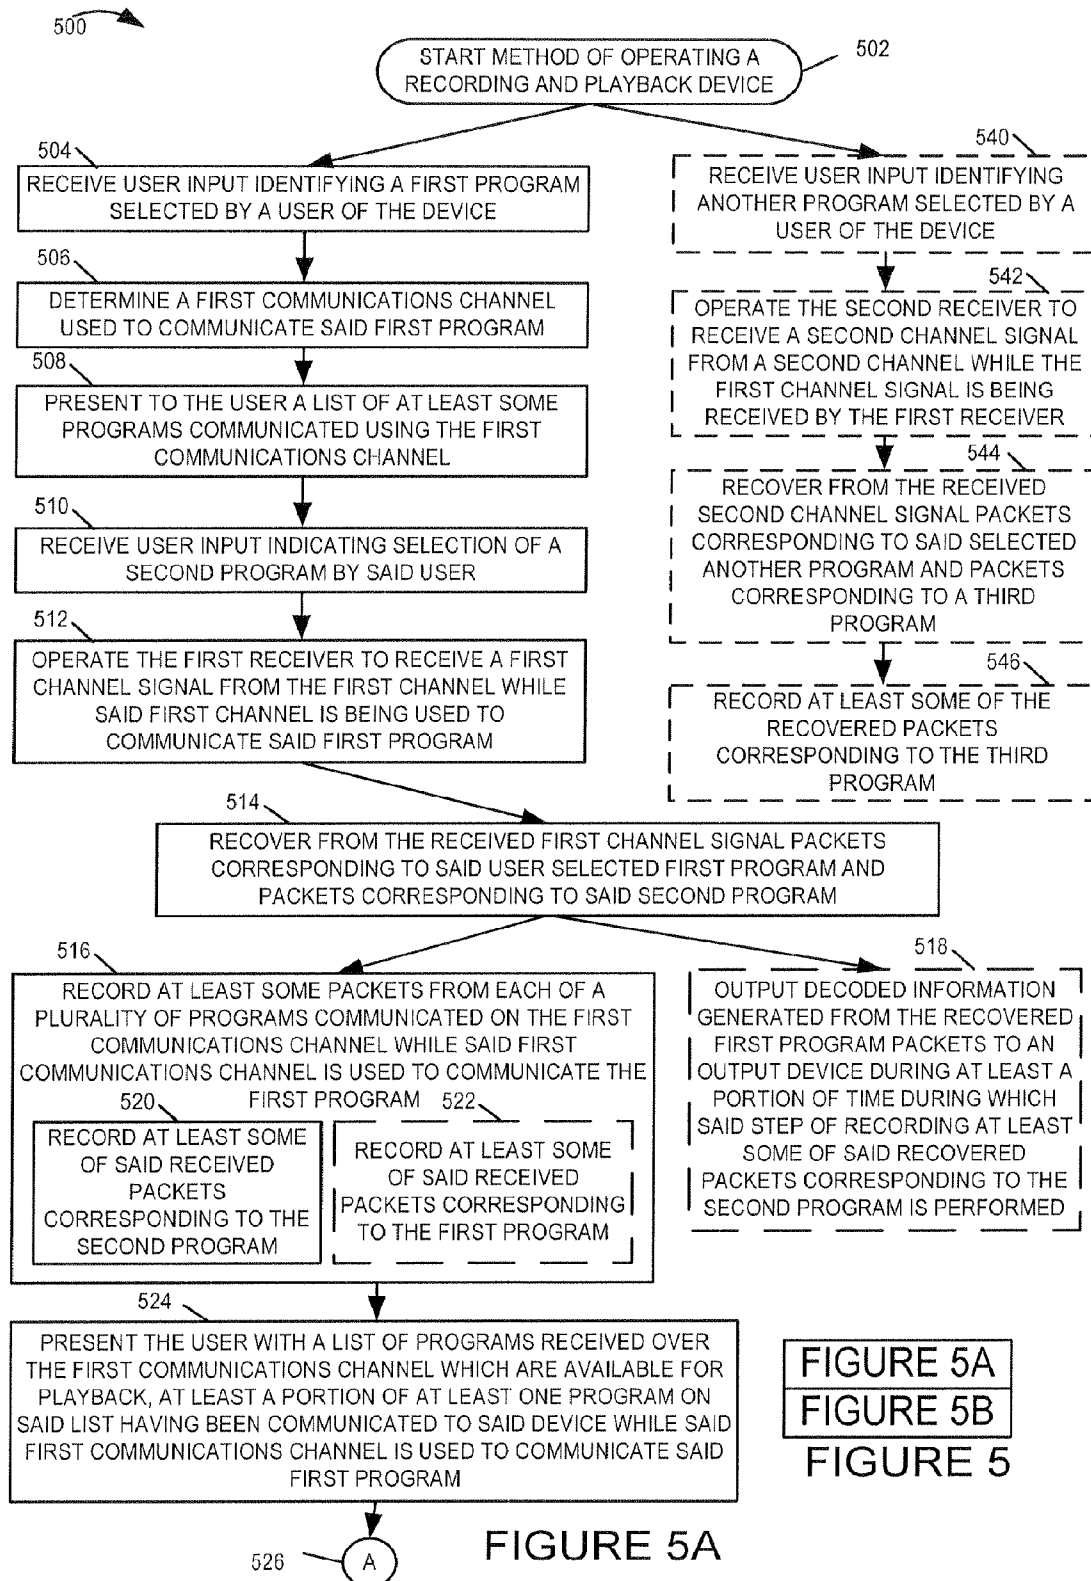 500
START METHOD OF OPERATING A
RECORDING AND PLAYBACK DEVICE
502
504
RECEIVE USER INPUT IDENTIFYING A FIRST PROGRAM
SELECTED BY A USER OF THE DEVICE
506
DETERMINE A FIRST COMMUNICATIONS CHANNEL
USED TO COMMUNICATE SAID FIRST PROGRAM
508
PRESENT TO THE USER A LIST OF AT LEAST SOME
PROGRAMS COMMUNICATED USING THE FIRST
COMMUNICATIONS CHANNEL
510
RECEIVE USER INPUT INDICATING SELECTION OF A
SECOND PROGRAM BY SAID USER
512
OPERATE THE FIRST RECEIVER TO RECEIVE A FIRST
CHANNEL SIGNAL FROM THE FIRST CHANNEL WHILE
SAID FIRST CHANNEL IS BEING USED TO
COMMUNICATE SAID FIRST PROGRAM
540
RECEIVE USER INPUT IDENTIFYING
ANOTHER PROGRAM SELECTED BY A
USER OF THE DEVICE
542
OPERATE THE SECOND RECEIVER TO
RECEIVE A SECOND CHANNEL SIGNAL
FROM A SECOND CHANNEL WHILE THE
FIRST CHANNEL SIGNAL IS BEING
RECEIVED BY THE FIRST RECEIVER
544
RECOVER FROM THE RECEIVED
SECOND CHANNEL SIGNAL PACKETS
CORRESPONDING TO SAID SELECTED
ANOTHER PROGRAM AND PACKETS
CORRESPONDING TO A THIRD
PROGRAM
546
RECORD AT LEAST SOME OF THE
RECOVERED PACKETS
CORRESPONDING TO THE THIRD
PROGRAM
514
RECOVER FROM THE RECEIVED FIRST CHANNEL SIGNAL PACKETS
CORRESPONDING TO SAID USER SELECTED FIRST PROGRAM AND
PACKETS CORRESPONDING TO SAID SECOND PROGRAM
516
RECORD AT LEAST SOME PACKETS FROM EACH OF A
PLURALITY OF PROGRAMS COMMUNICATED ON THE FIRST
COMMUNICATIONS CHANNEL WHILE SAID FIRST
COMMUNICATIONS CHANNEL IS USED TO COMMUNICATE THE
FIRST PROGRAM
520
RECORD AT LEAST SOME
OF SAID RECEIVED
PACKETS
CORRESPONDING TO THE
SECOND PROGRAM
522
RECORD AT LEAST SOME
OF SAID RECEIVED
PACKETS CORRESPONDING
TO THE FIRST PROGRAM
518
OUTPUT DECODED INFORMATION
GENERATED FROM THE RECOVERED
FIRST PROGRAM PACKETS TO AN
OUTPUT DEVICE DURING AT LEAST A
PORTION OF TIME DURING WHICH
SAID STEP OF RECORDING AT LEAST
SOME OF SAID RECOVERED
PACKETS CORRESPONDING TO THE
SECOND PROGRAM IS PERFORMED
524
PRESENT THE USER WITH A LIST OF PROGRAMS RECEIVED OVER
THE FIRST COMMUNICATIONS CHANNEL WHICH ARE AVAILABLE FOR
PLAYBACK, AT LEAST A PORTION OF AT LEAST ONE PROGRAM ON
SAID LIST HAVING BEEN COMMUNICATED TO SAID DEVICE WHILE SAID
FIRST COMMUNICATIONS CHANNEL IS USED TO COMMUNICATE SAID
FIRST PROGRAM
FIGURE 5A
FIGURE 5B
FIGURE 5
526
A
FIGURE 5A